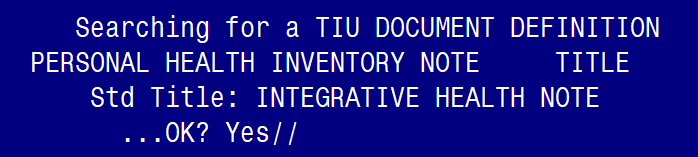 Searching for a TIU DOCUMENT DEFINITION
PERSONAL HEALTH INVENTORY NOTE     TITLE
Std Title: INTEGRATIVE HEALTH NOTE
...OK? Yes//